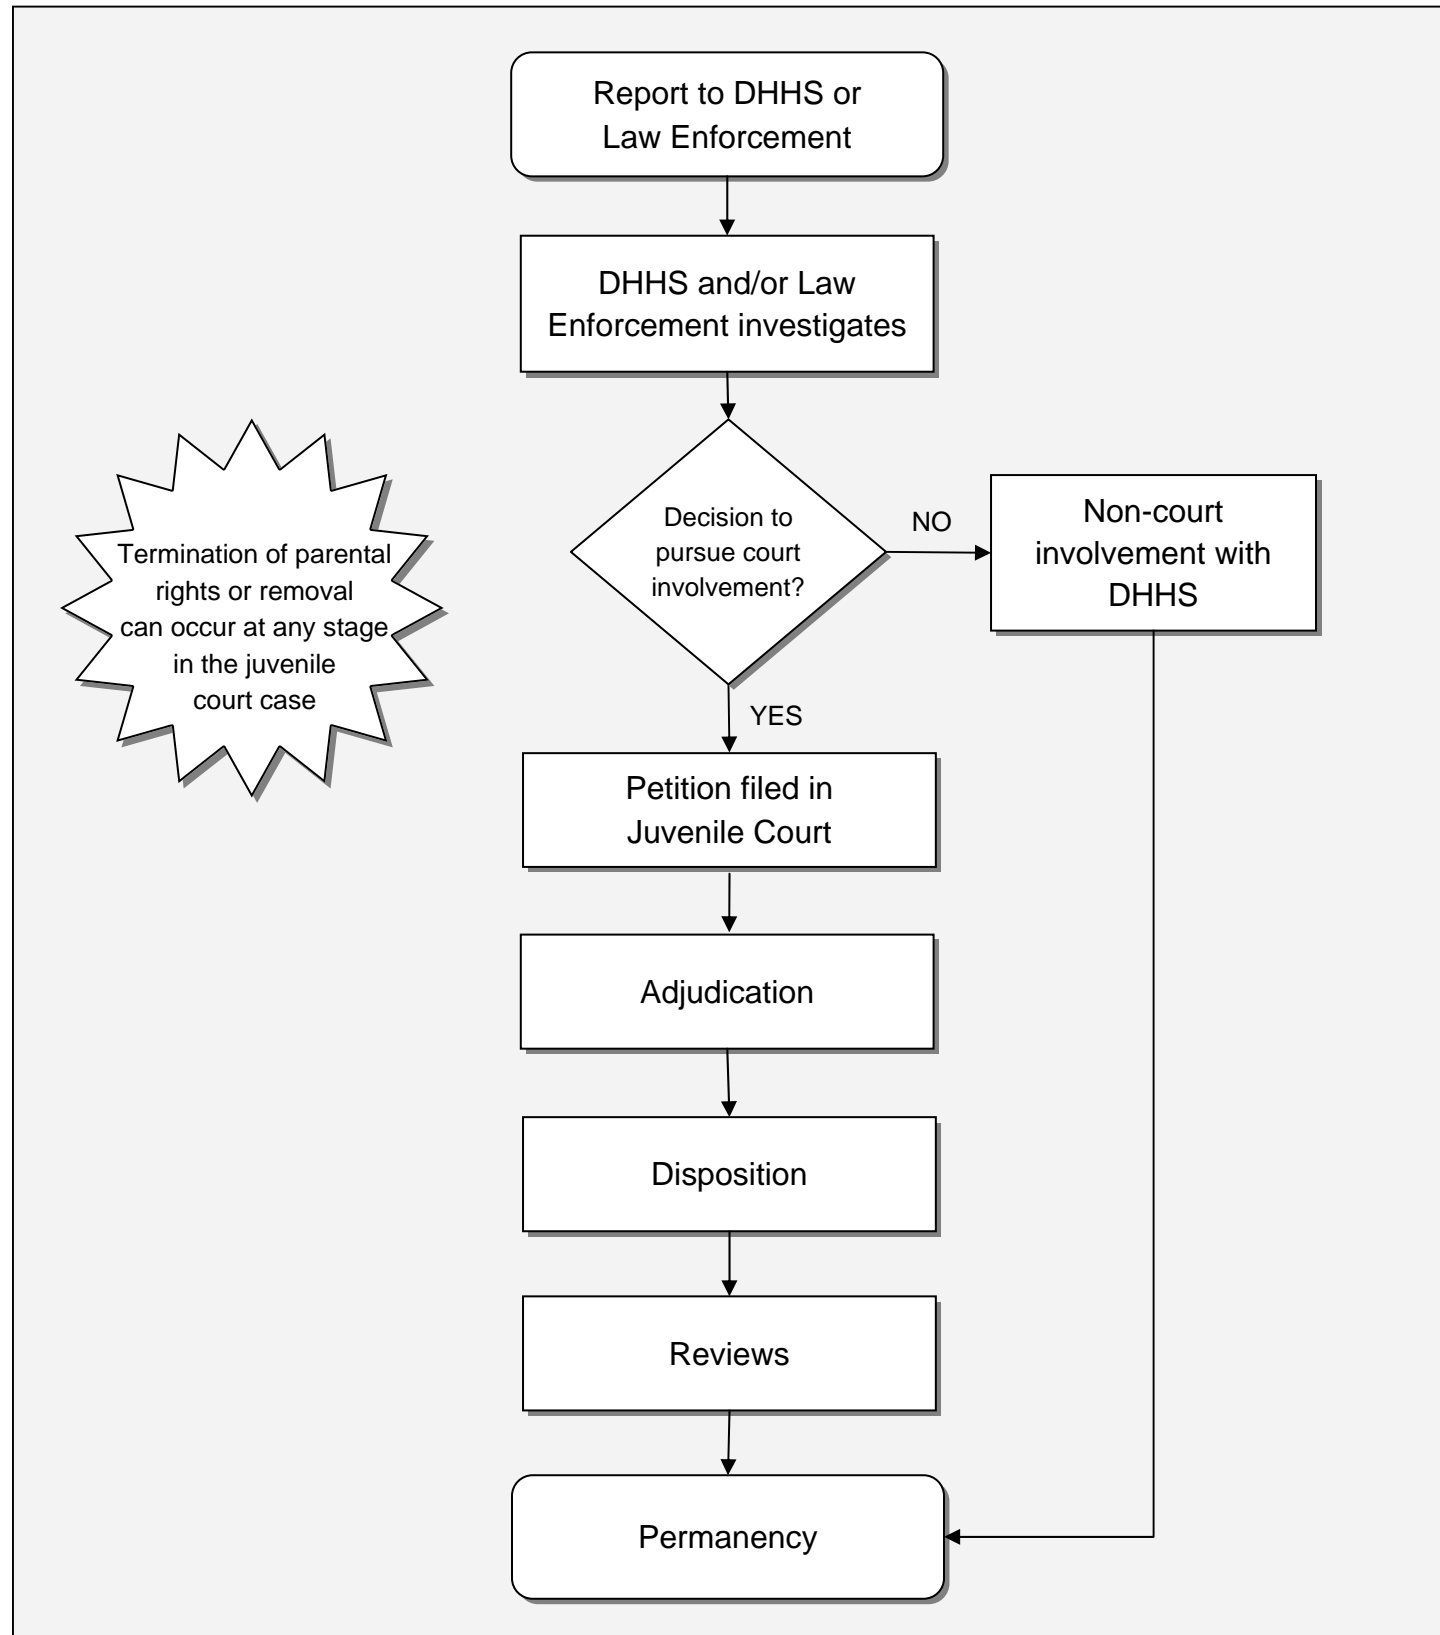 Report to DHHS or
Law Enforcement
DHHS and/or Law
Enforcement investigates
Decision to
pursue court
involvement?
NO
Non-court
involvement with
DHHS
Termination of parental
rights or removal
can occur at any stage
in the juvenile
court case
YES
Petition filed in
Juvenile Court
Adjudication
Disposition
Reviews
Permanency